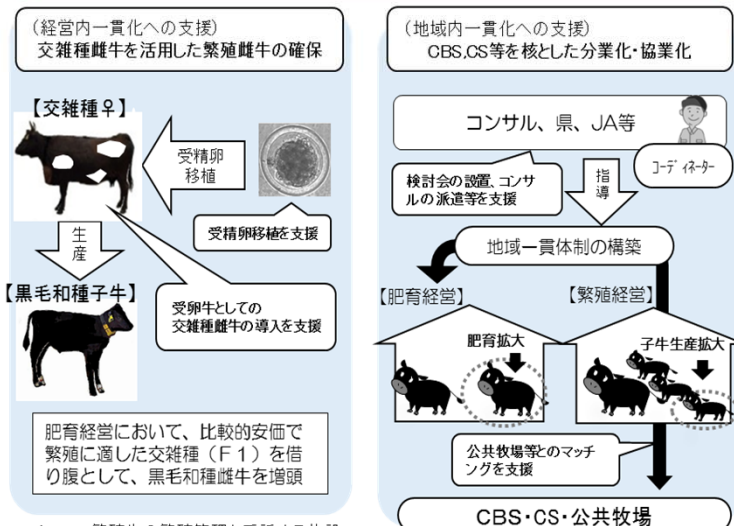 (経営内一貫化への支援)
交雑種雌牛を活用した繁殖雌牛の確保
【交雑種♀】
受精卵
移植
受精卵移植を支援
生産
【黒毛和種子牛】
受卵牛としての
交雑種雌牛の導入を支援
肥育経営において、比較的安価で
繁殖に適した交雑種(F1)を借
り腹として、黒毛和種雌牛を増頭
(地域内一貫化への支援)
CBS,CS等を核とした分業化・協業化
コンサル、県、JA等
コーディネーター
検討会の設置、コンサ
ルの派遣等を支援
指導
地域一貫体制の構築
【肥育経営】
【繁殖経営】
肥育拡大
子牛生産拡大
公共牧場等とのマッチ
ングを支援
CBS・CS・公共牧場